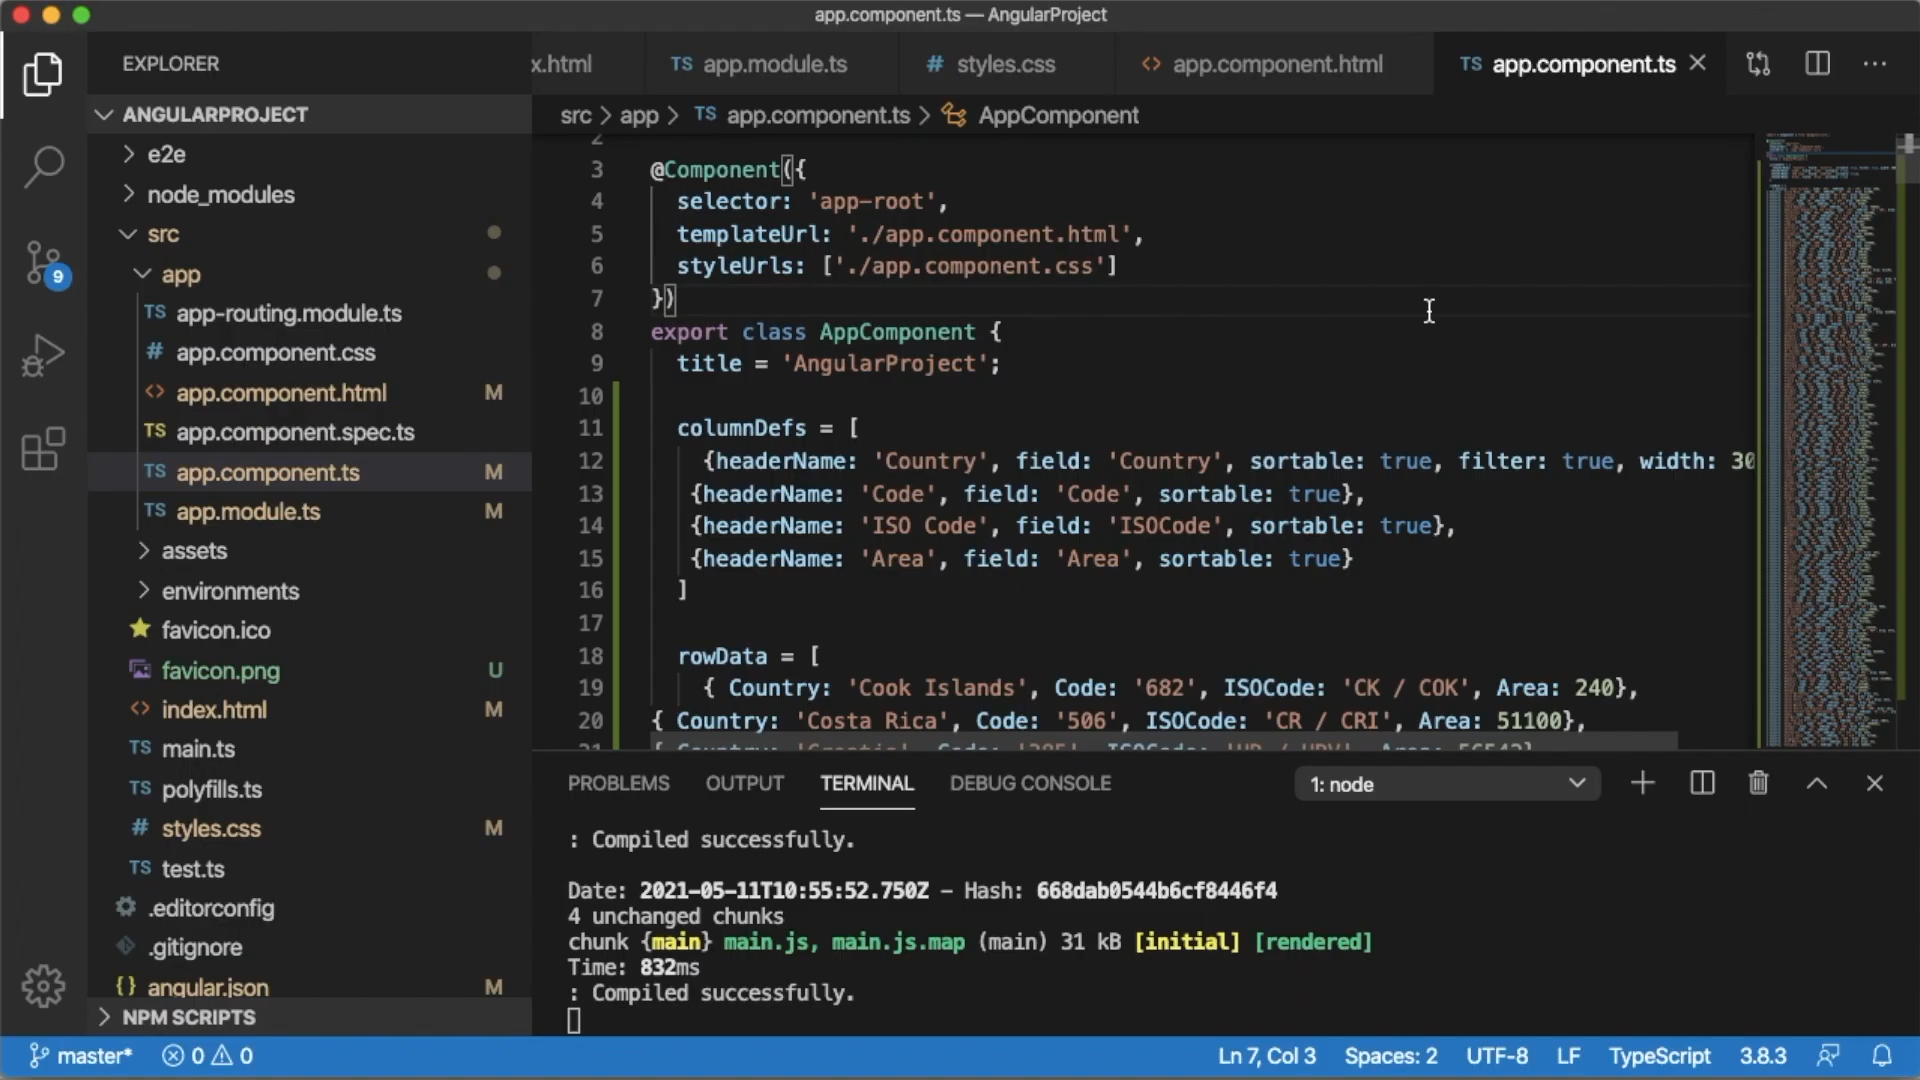 app.component.ts — AngularProject
EXPLORER
x.html
TS app.module.ts
# styles.css
<> app.component.html
TS app.component.ts
ANGULARPROJECT
e2e
node_modules
src
app
TS app-routing.module.ts
# app.component.css
<> app.component.html M
TS app.component.spec.ts
TS app.component.ts M
TS app.module.ts M
assets
environments
favicon.ico
favicon.png U
<> index.html M
TS main.ts
TS polyfills.ts
# styles.css M
TS test.ts
.editorconfig
.gitignore
{} angular.json M
NPM SCRIPTS
9
src > app > TS app.component.ts > AppComponent
2
3 @Component({
4 selector: 'app-root',
5 templateUrl: './app.component.html',
6 styleUrls: ['./app.component.css']
7 })
8 export class AppComponent {
9 title = 'AngularProject';
10
11 columnDefs = [
12 {headerName: 'Country', field: 'Country', sortable: true, filter: true, width: 30
13 {headerName: 'Code', field: 'Code', sortable: true},
14 {headerName: 'ISO Code', field: 'ISOCode', sortable: true},
15 {headerName: 'Area', field: 'Area', sortable: true}
16 ]
17
18 rowData = [
19 { Country: 'Cook Islands', Code: '682', ISOCode: 'CK / COK', Area: 240},
20 { Country: 'Costa Rica', Code: '506', ISOCode: 'CR / CRI', Area: 51100},
PROBLEMS OUTPUT TERMINAL DEBUG CONSOLE 1: node
: Compiled successfully.
Date: 2021-05-11T10:55:52.750Z – Hash: 668dab0544b6cf8446f4
4 unchanged chunks
chunk {main} main.js, main.js.map (main) 31 kB [initial] [rendered]
Time: 832ms
: Compiled successfully.
master* 0 0 Ln 7, Col 3 Spaces: 2 UTF-8 LF TypeScript 3.8.3